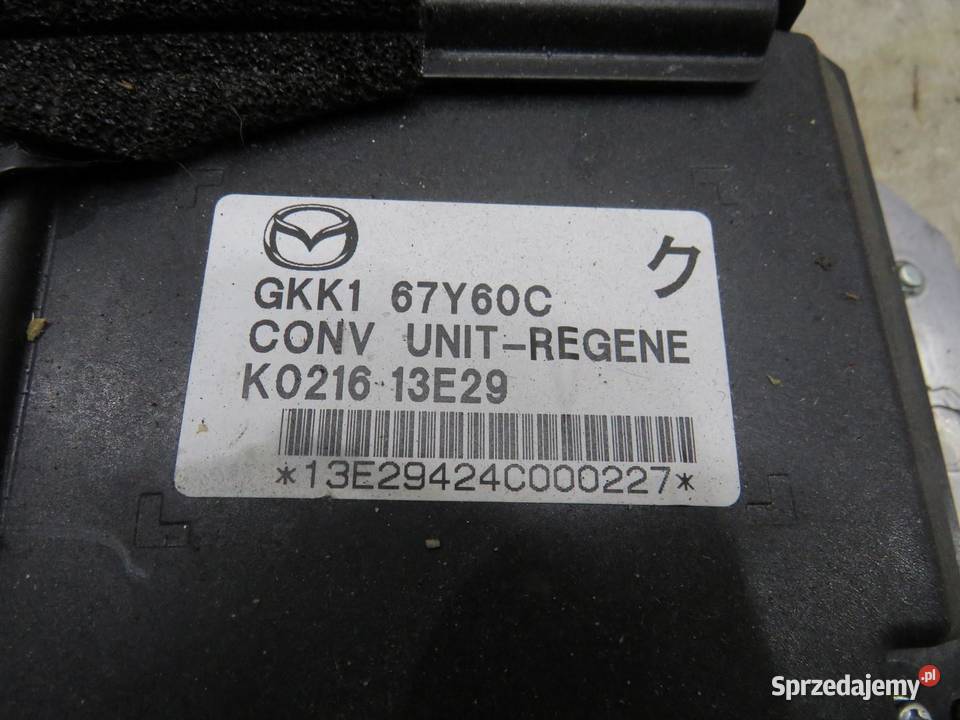 ク
GKK1 67Y60C
CONV UNIT-REGENE
K0216 13E29
*13E29424C000227*
Sprzedajemy.pl